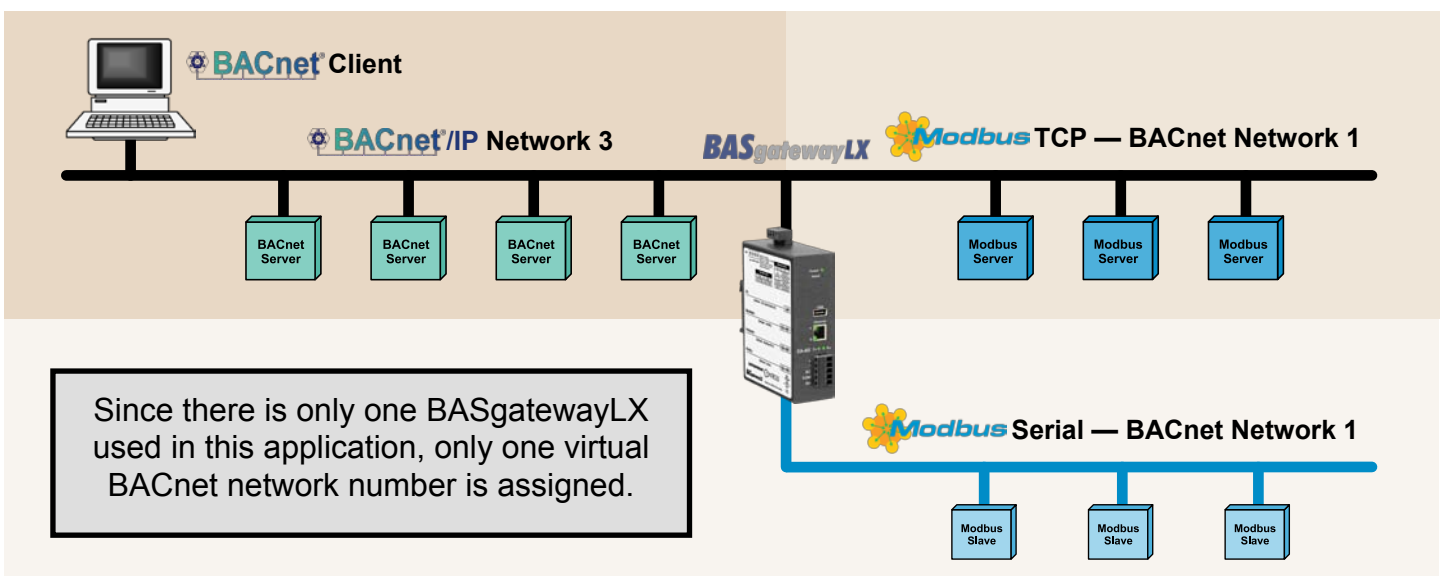 BACnet® Client
BACnet®/IP Network 3
BASgatewayLX
Modbus TCP — BACnet Network 1
BACnet
Server
BACnet
Server
BACnet
Server
BACnet
Server
Modbus
Server
Modbus
Server
Modbus
Server
Since there is only one BASgatewayLX
used in this application, only one virtual
BACnet network number is assigned.
Modbus Serial — BACnet Network 1
Modbus
Slave
Modbus
Slave
Modbus
Slave